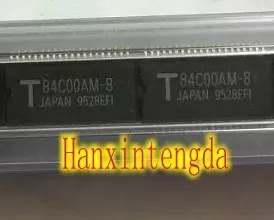 T 84C00AM-8
JAPAN 9528EFI
T 84C00AM-8
JAPAN 9528EFI
Hanxintengda